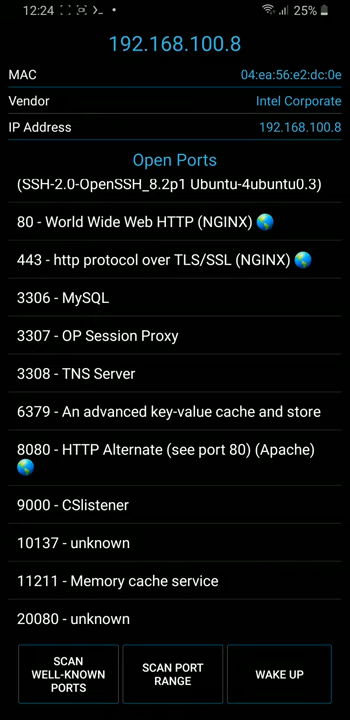 12:24 25%
192.168.100.8
MAC 04:ea:56:e2:dc:0e
Vendor Intel Corporate
IP Address 192.168.100.8
Open Ports
(SSH-2.0-OpenSSH_8.2p1 Ubuntu-4ubuntu0.3)
80 - World Wide Web HTTP (NGINX)
443 - http protocol over TLS/SSL (NGINX)
3306 - MySQL
3307 - OP Session Proxy
3308 - TNS Server
6379 - An advanced key-value cache and store
8080 - HTTP Alternate (see port 80) (Apache)
9000 - CSlistener
10137 - unknown
11211 - Memory cache service
20080 - unknown
SCAN
WELL-KNOWN
PORTS
SCAN PORT
RANGE
WAKE UP